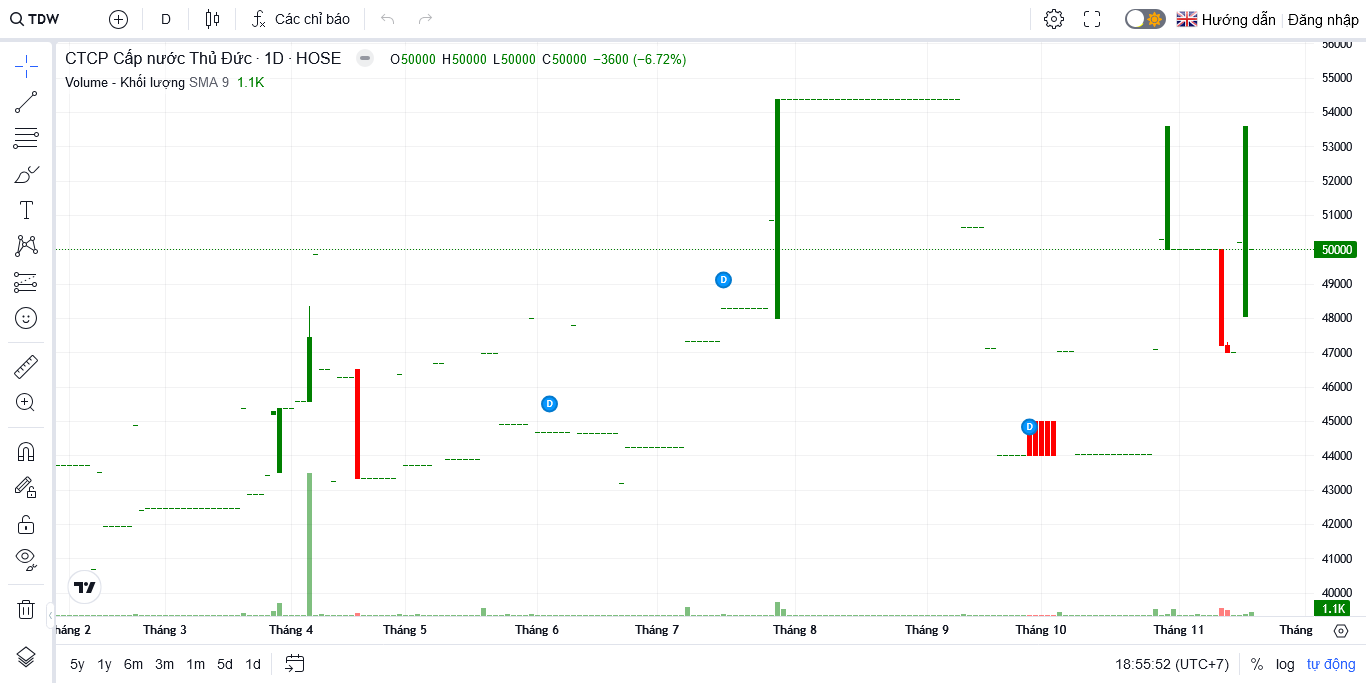 TDW D Các chỉ báo Hướng dẫn Đăng nhập
CTCP Cấp nước Thủ Đức · 1D · HOSE O50000 H50000 L50000 C50000 −3600 (−6.72%)
Volume - Khối lượng SMA 9 1.1K
56000
55000
54000
53000
52000
51000
50000
49000
48000
47000
46000
45000
44000
43000
42000
41000
40000
1.1K
D
D
D
háng 2 Tháng 3 Tháng 4 Tháng 5 Tháng 6 Tháng 7 Tháng 8 Tháng 9 Tháng 10 Tháng 11 Tháng
5y 1y 6m 3m 1m 5d 1d 18:55:52 (UTC+7) % log tự động